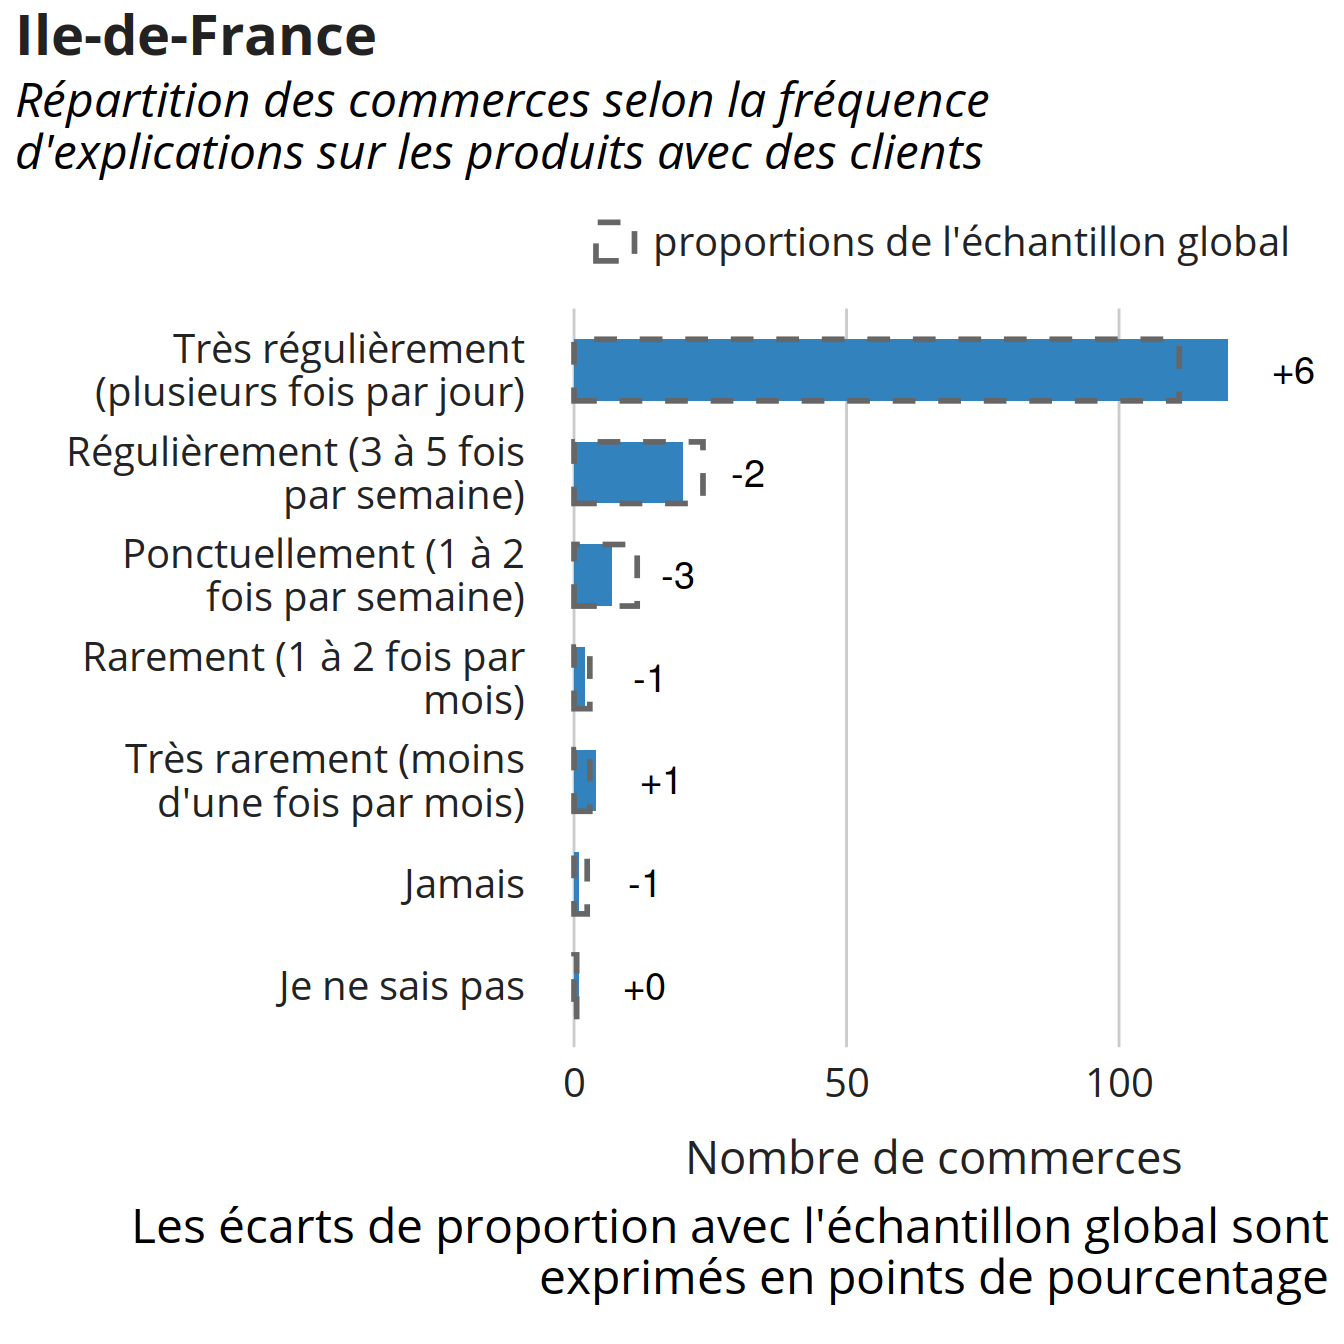 Ile-de-France
Répartition des commerces selon la fréquence
d'explications sur les produits avec des clients
proportions de l'échantillon global
Très régulièrement
(plusieurs fois par jour)
+6
Régulièrement (3 à 5 fois
par semaine)
-2
Ponctuellement (1 à 2
fois par semaine)
-3
Rarement (1 à 2 fois par
mois)
-1
Très rarement (moins
d'une fois par mois)
+1
Jamais
-1
Je ne sais pas
+0
0
50
100
Nombre de commerces
Les écarts de proportion avec l'échantillon global sont
exprimés en points de pourcentage